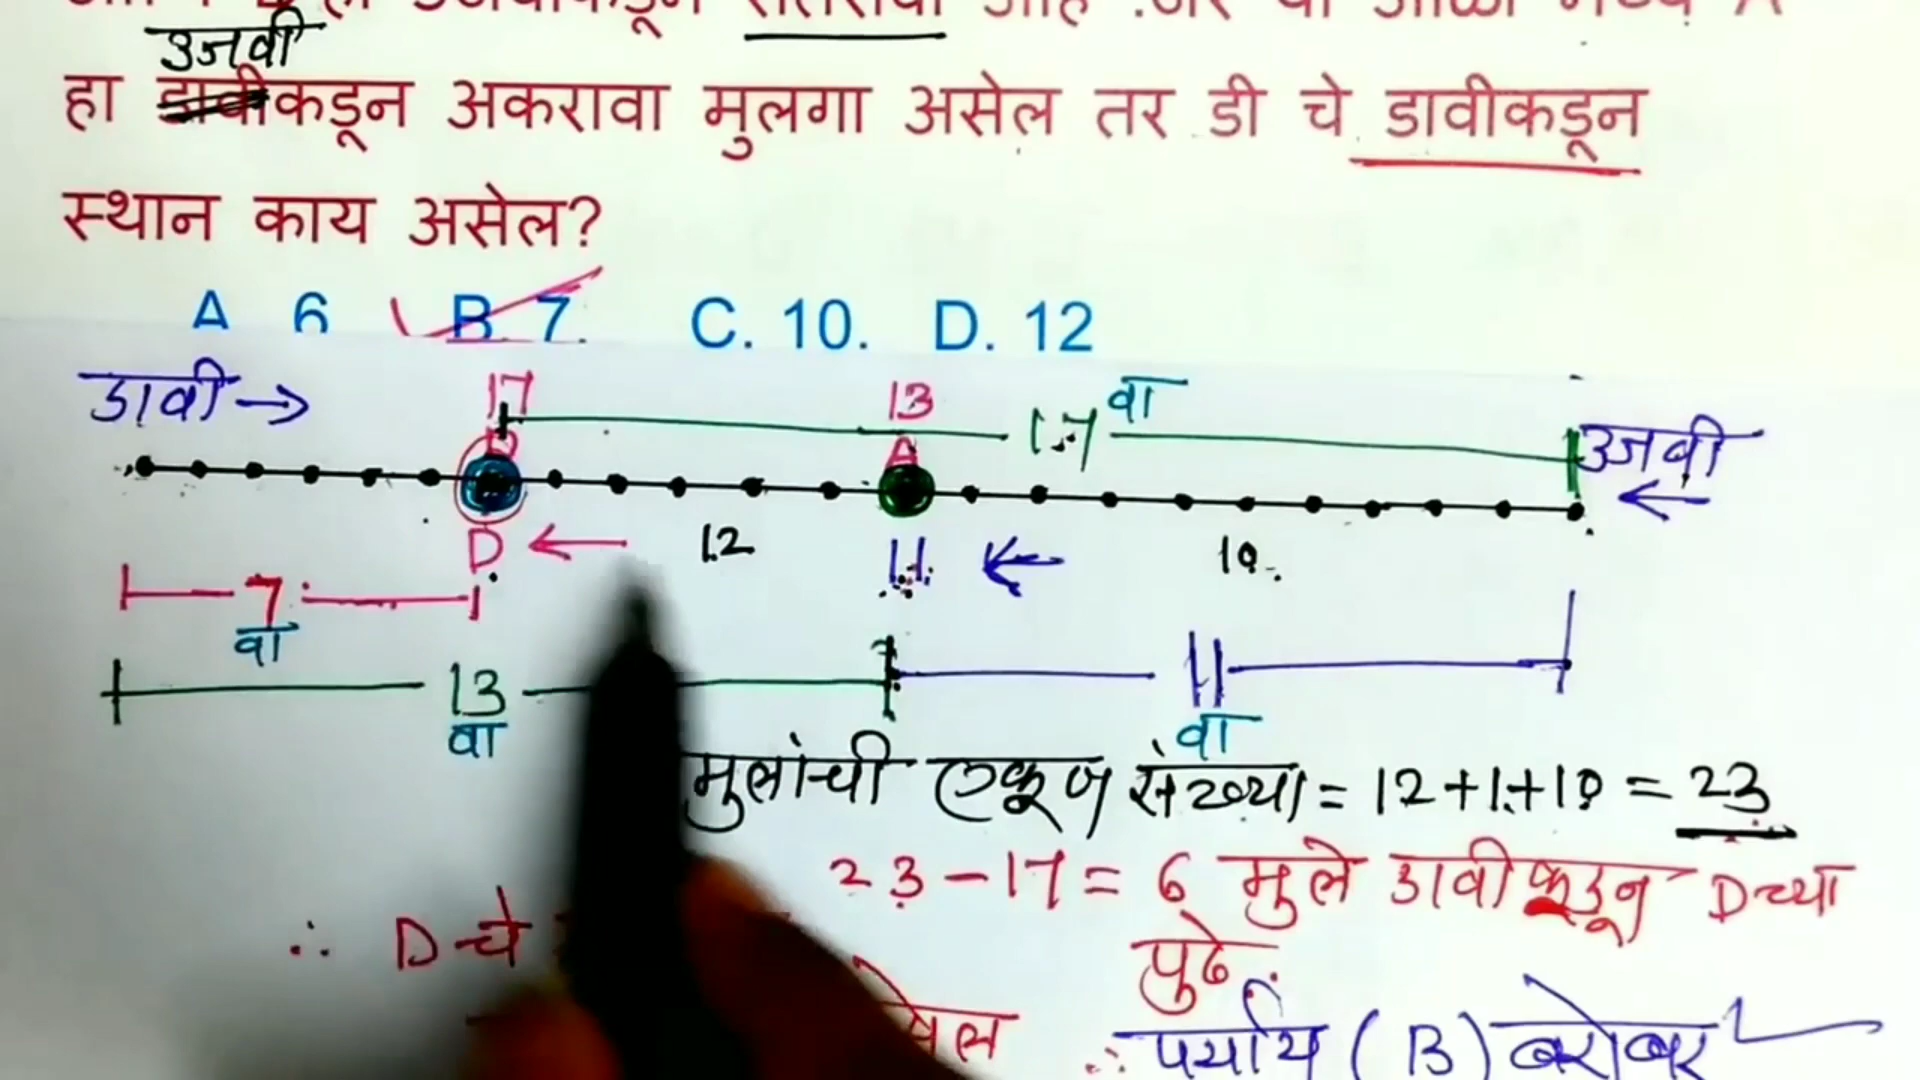 उजवी
हा डावीकडून अकरावा मुलगा असेल तर डी चे डावीकडून
स्थान काय असेल?
A 6 B. 7. C. 10. D. 12
डावी → 17 13 17 वा
A उजवी ←
D ← 12 11 ← 10
7 वा
13 वा 11 वा
मुलांची एकूण संख्या = 12+1+10 = 23
23-17 = 6 मुले डावीकडून D च्या
∴ D चे पुढे
∴ पर्याय (B) बरोबर